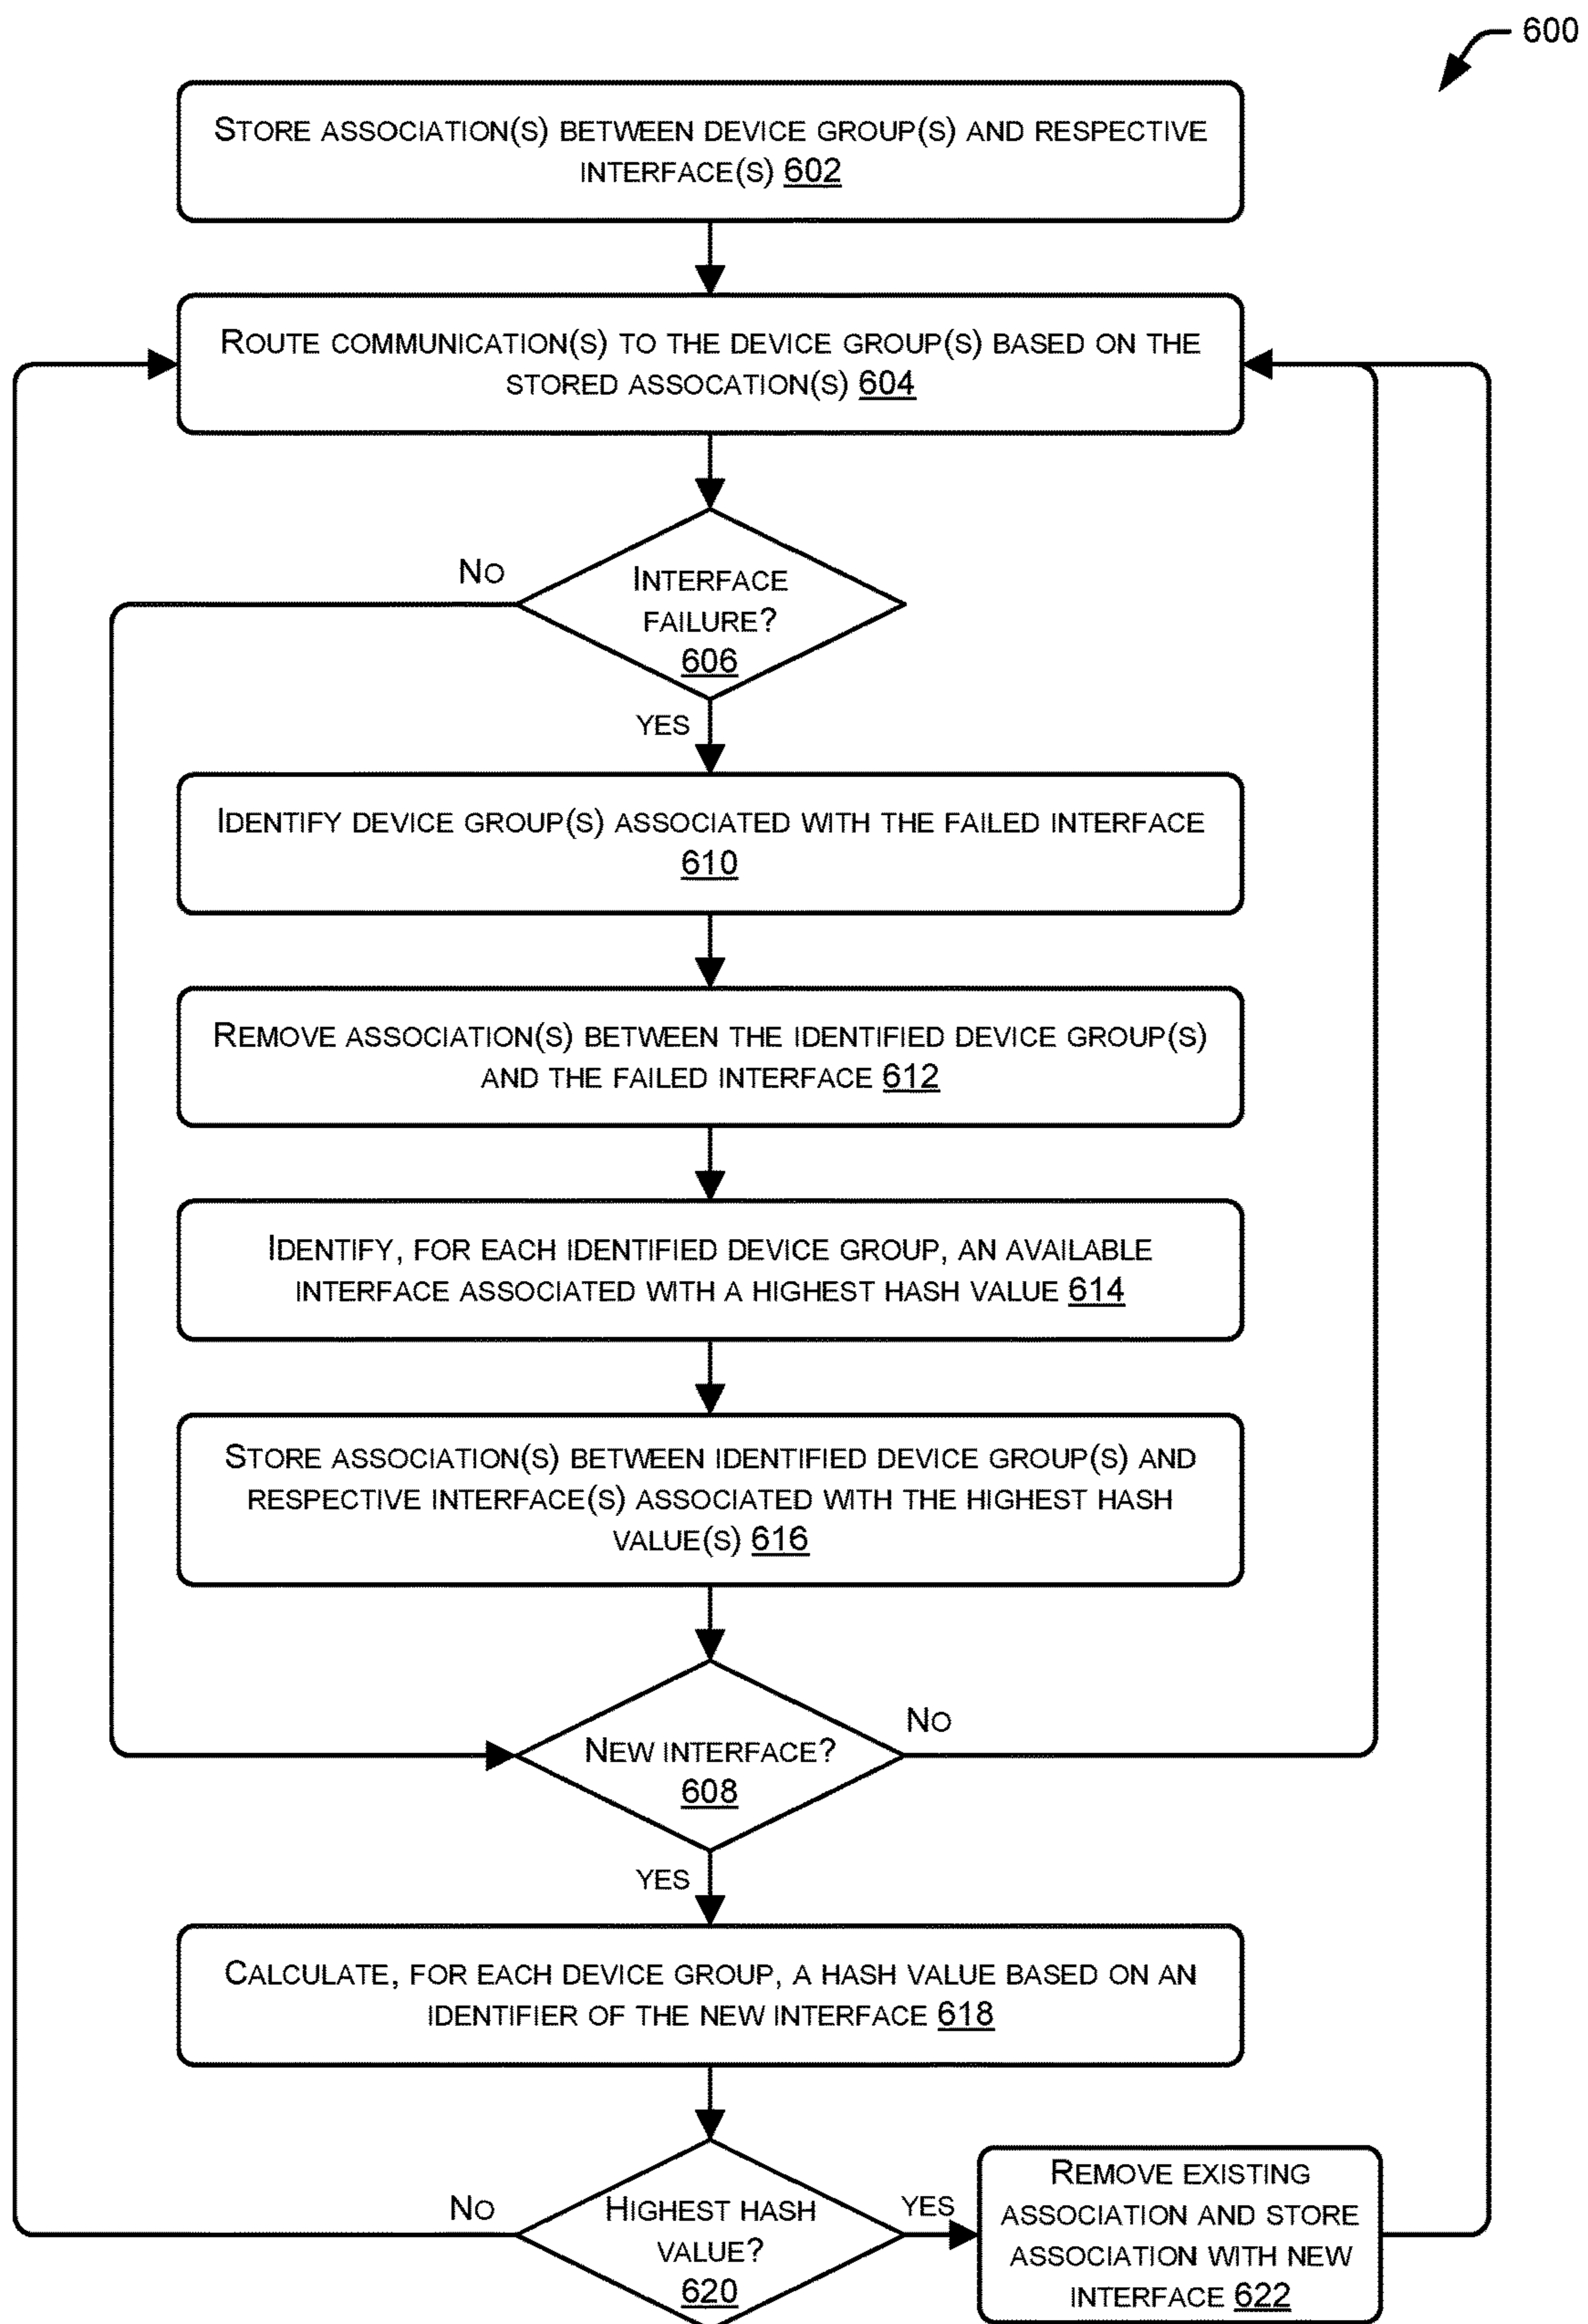 600
STORE ASSOCIATION(S) BETWEEN DEVICE GROUP(S) AND RESPECTIVE
INTERFACE(S) 602
ROUTE COMMUNICATION(S) TO THE DEVICE GROUP(S) BASED ON THE
STORED ASSOCATION(S) 604
NO
INTERFACE
FAILURE?
606
YES
IDENTIFY DEVICE GROUP(S) ASSOCIATED WITH THE FAILED INTERFACE
610
REMOVE ASSOCIATION(S) BETWEEN THE IDENTIFIED DEVICE GROUP(S)
AND THE FAILED INTERFACE 612
IDENTIFY, FOR EACH IDENTIFIED DEVICE GROUP, AN AVAILABLE
INTERFACE ASSOCIATED WITH A HIGHEST HASH VALUE 614
STORE ASSOCIATION(S) BETWEEN IDENTIFIED DEVICE GROUP(S) AND
RESPECTIVE INTERFACE(S) ASSOCIATED WITH THE HIGHEST HASH
VALUE(S) 616
NO
NEW INTERFACE?
608
YES
CALCULATE, FOR EACH DEVICE GROUP, A HASH VALUE BASED ON AN
IDENTIFIER OF THE NEW INTERFACE 618
NO
HIGHEST HASH
VALUE?
620
YES
REMOVE EXISTING
ASSOCIATION AND STORE
ASSOCIATION WITH NEW
INTERFACE 622